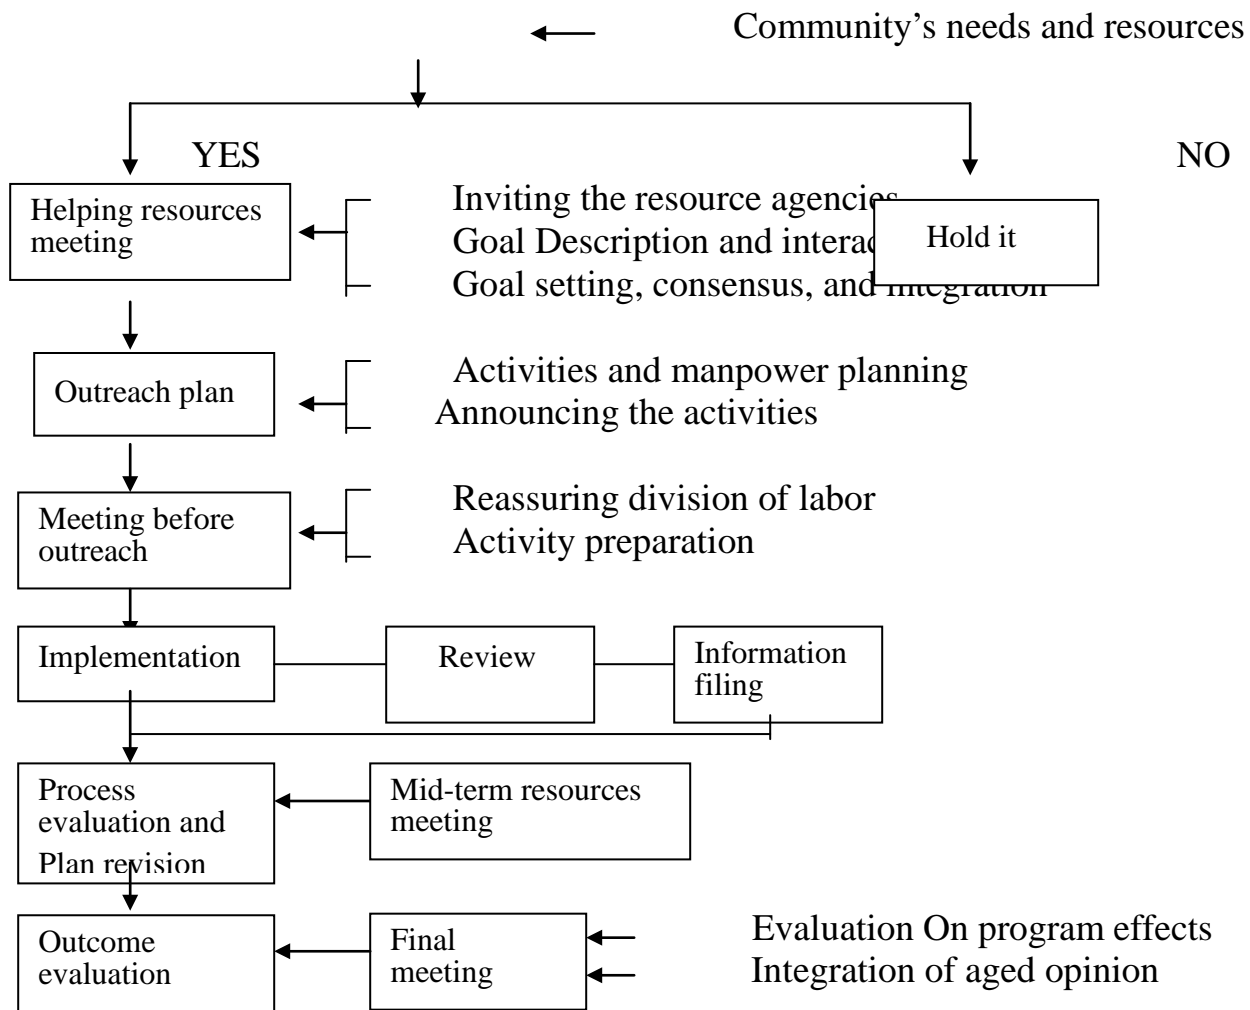 Community’s needs and resources
YES
NO
Helping resources
meeting
Inviting the resource agencies
Goal Description and
Goal setting, consensus, and integration
Hold it
Outreach plan
Activities and manpower planning
Announcing the activities
Meeting before
outreach
Reassuring division of labor
Activity preparation
Implementation
Review
Information
filing
Process
evaluation and
Plan revision
Mid-term resources
meeting
Outcome
evaluation
Final
meeting
Evaluation On program effects
Integration of aged opinion